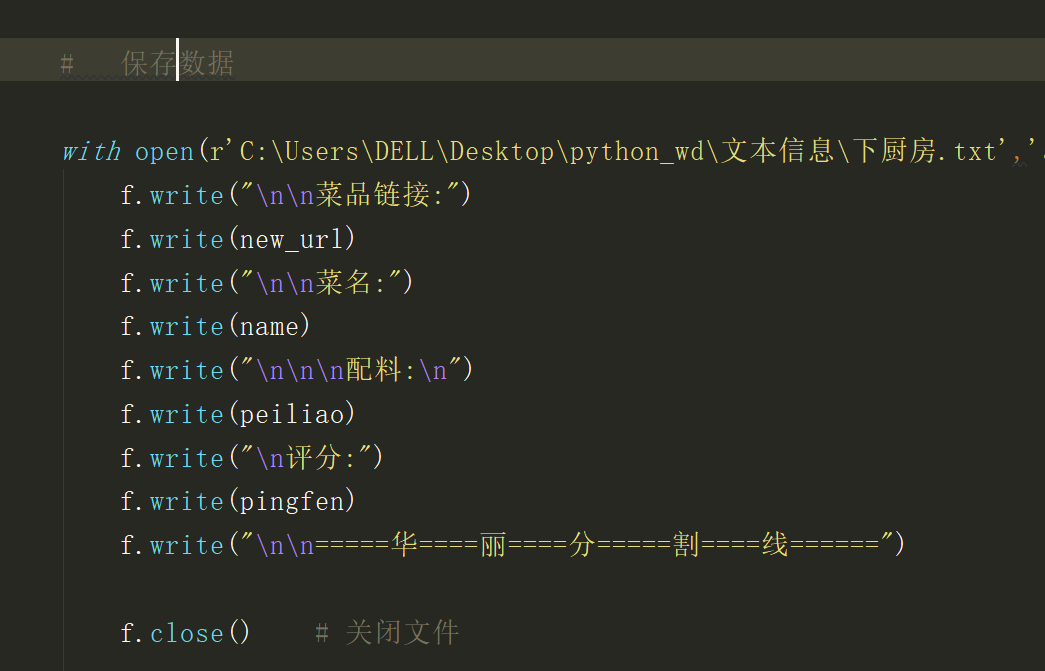 #   保存数据
with open(r'C:\Users\DELL\Desktop\python_wd\文本信息\下厨房.txt','
f.write("\n\n菜品链接:")
f.write(new_url)
f.write("\n\n菜名:")
f.write(name)
f.write("\n\n\n配料:\n")
f.write(peiliao)
f.write("\n评分:")
f.write(pingfen)
f.write("\n\n=====华====丽====分=====割====线======")
f.close()    # 关闭文件